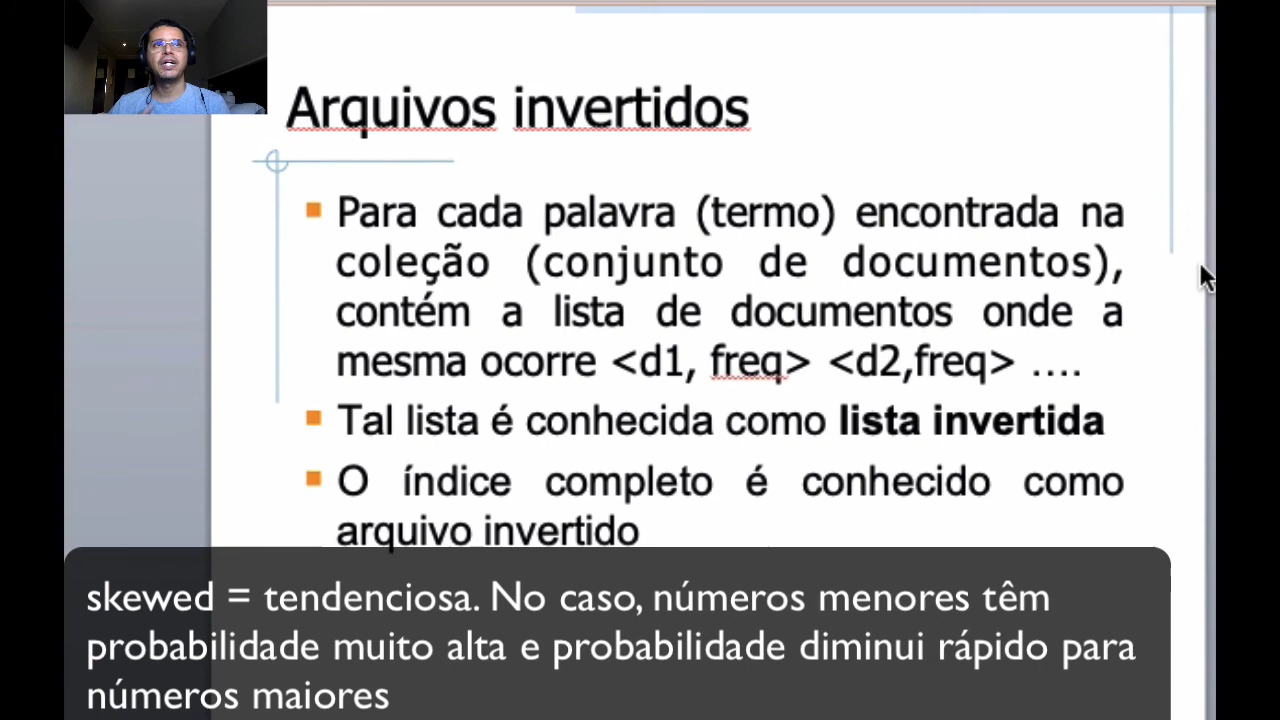 Arquivos invertidos
Para cada palavra (termo) encontrada na
coleção (conjunto de documentos),
contém a lista de documentos onde a
mesma ocorre <d1, freq> <d2,freq> ....
Tal lista é conhecida como lista invertida
O índice completo é conhecido como
arquivo invertido
skewed = tendenciosa. No caso, números menores têm
probabilidade muito alta e probabilidade diminui rápido para
números maiores